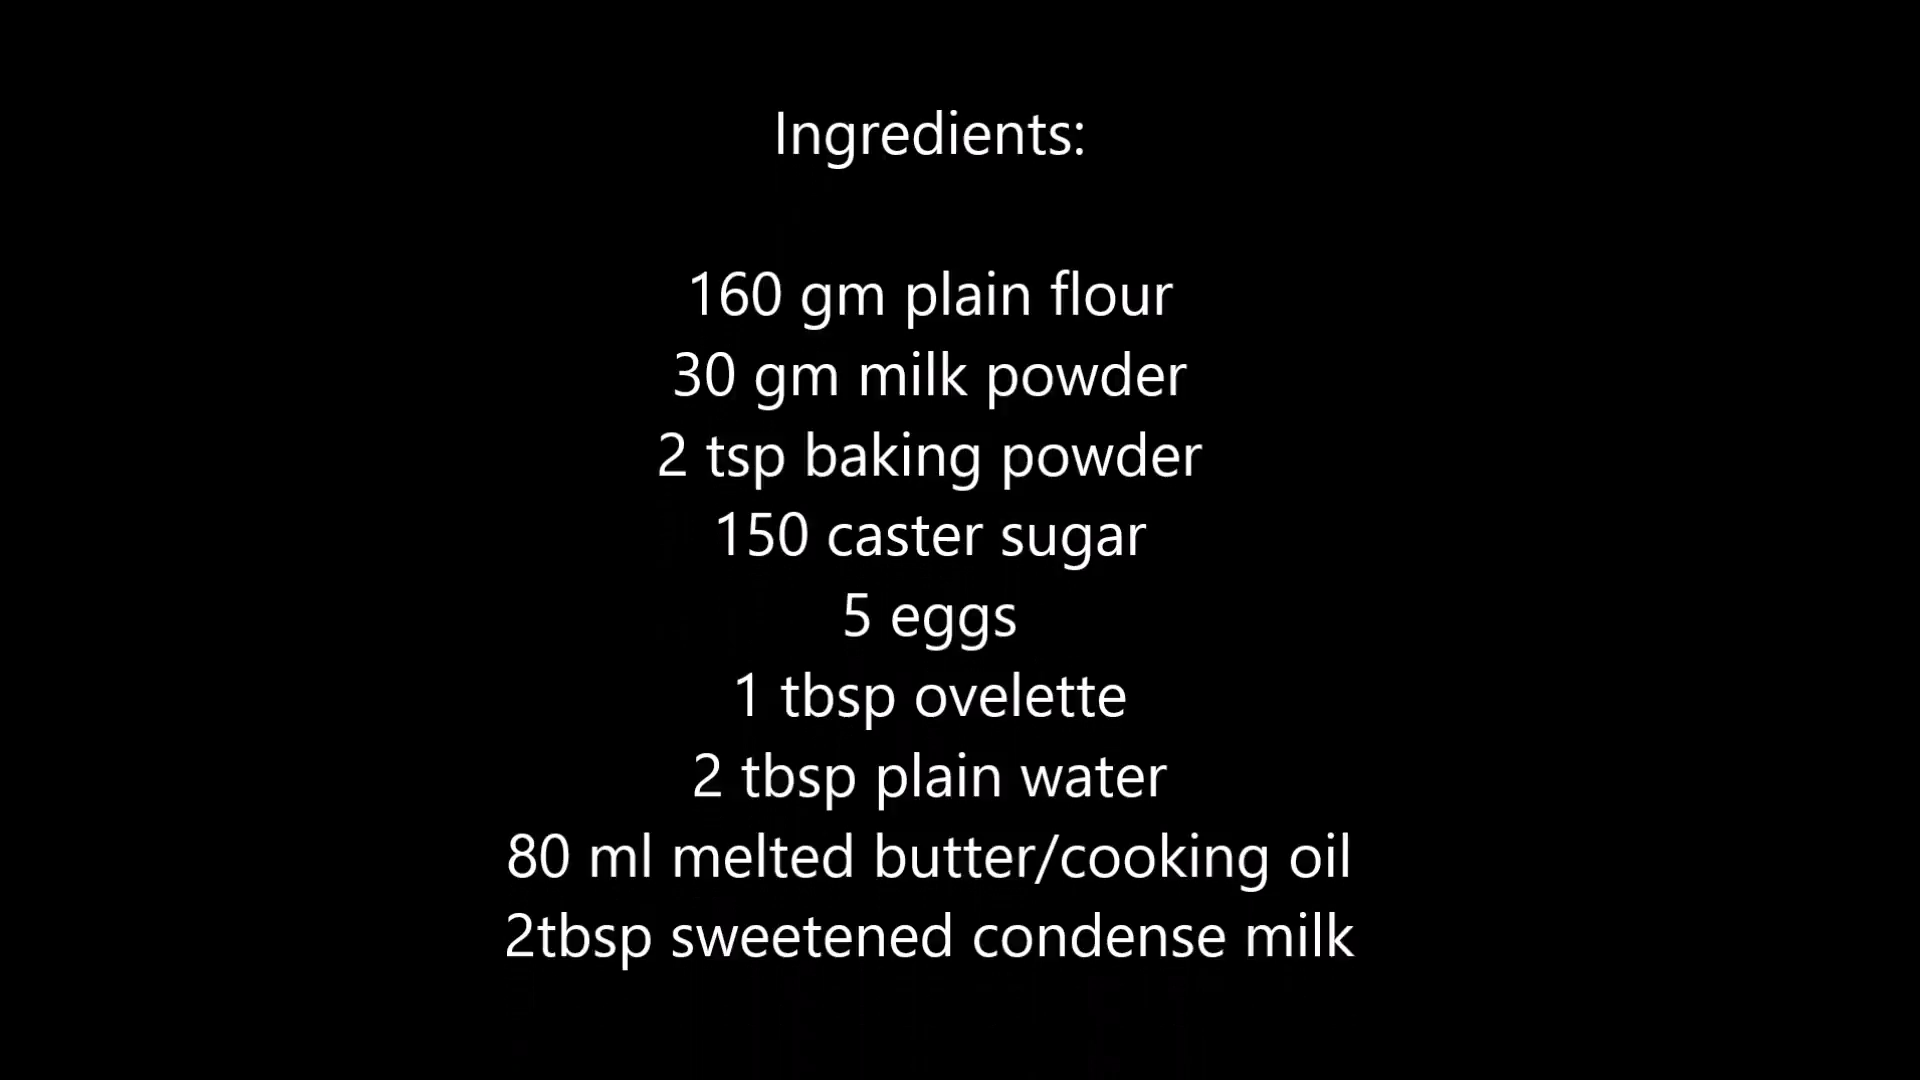 Ingredients:
160 gm plain flour
30 gm milk powder
2 tsp baking powder
150 caster sugar
5 eggs
1 tbsp ovelette
2 tbsp plain water
80 ml melted butter/cooking oil
2tbsp sweetened condense milk